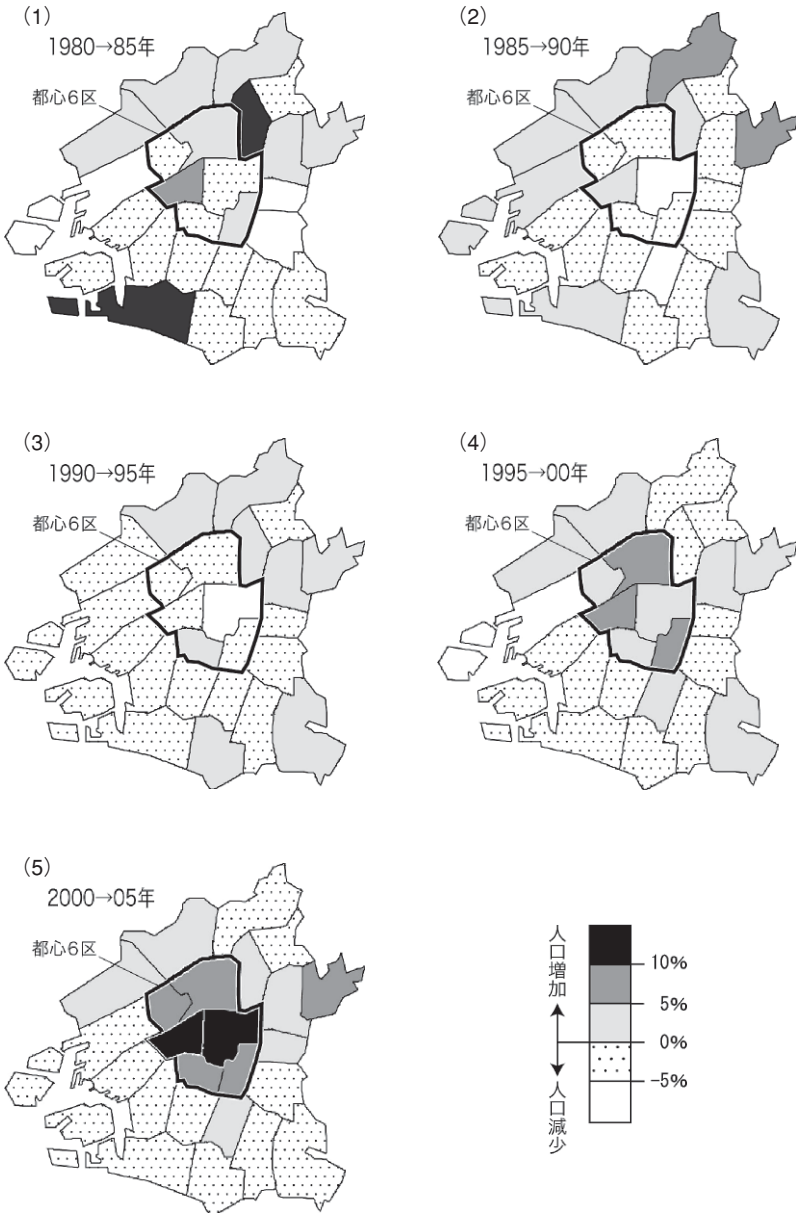 (1)
1980→85年
都心6区
(2)
1985→90年
都心6区
(3)
1990→95年
都心6区
(4)
1995→00年
都心6区
(5)
2000→05年
都心6区
人口増加
人口減少
10%
5%
0%
-5%